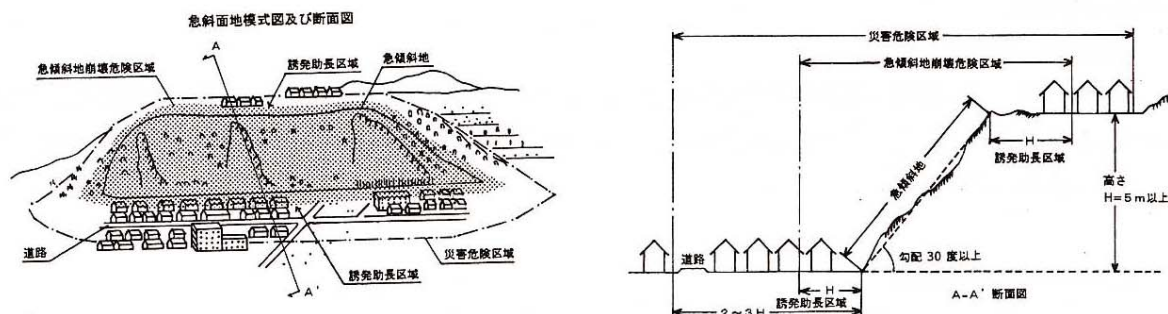 急斜面地模式図及び断面図
A
急傾斜地崩壊危険区域
誘発助長区域
急傾斜地
道路
A'
誘発助長区域
災害危険区域
災害危険区域
急傾斜地崩壊危険区域
急傾斜地
H
誘発助長区域
高さ
H=5m以上
道路
勾配 30 度以上
H
誘発助長区域
2～3H
A-A' 断面図